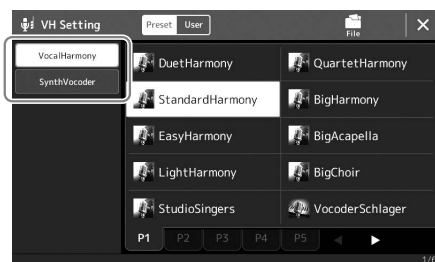 VH Setting
Preset User
File
VocalHarmony
SynthVocoder
DuetHarmony
QuartetHarmony
StandardHarmony
BigHarmony
EasyHarmony
BigAcapella
LightHarmony
BigChoir
StudioSingers
VocoderSchlager
P1 P2 P3 P4 P5
1/6